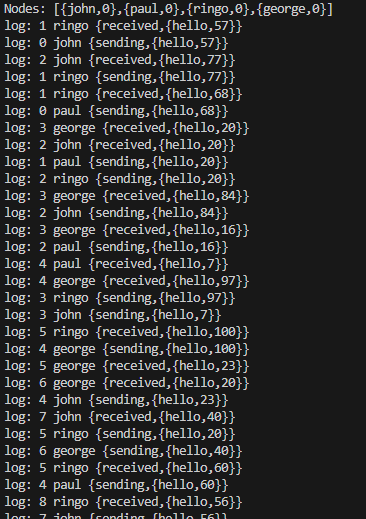 Nodes: [{john,0},{paul,0},{ringo,0},{george,0}]
log: 1 ringo {received,{hello,57}}
log: 0 john {sending,{hello,57}}
log: 2 john {received,{hello,77}}
log: 1 ringo {sending,{hello,77}}
log: 1 ringo {received,{hello,68}}
log: 0 paul {sending,{hello,68}}
log: 3 george {received,{hello,20}}
log: 2 john {received,{hello,20}}
log: 1 paul {sending,{hello,20}}
log: 2 ringo {sending,{hello,20}}
log: 3 george {received,{hello,84}}
log: 2 john {sending,{hello,84}}
log: 3 george {received,{hello,16}}
log: 2 paul {sending,{hello,16}}
log: 4 paul {received,{hello,7}}
log: 4 george {received,{hello,97}}
log: 3 ringo {sending,{hello,97}}
log: 3 john {sending,{hello,7}}
log: 5 ringo {received,{hello,100}}
log: 4 george {sending,{hello,100}}
log: 5 george {received,{hello,23}}
log: 6 george {received,{hello,20}}
log: 4 john {sending,{hello,23}}
log: 7 john {received,{hello,40}}
log: 5 ringo {sending,{hello,20}}
log: 6 george {sending,{hello,40}}
log: 5 ringo {received,{hello,60}}
log: 4 paul {sending,{hello,60}}
log: 8 ringo {received,{hello,56}}
log: 7 john {sending,{hello,56}}